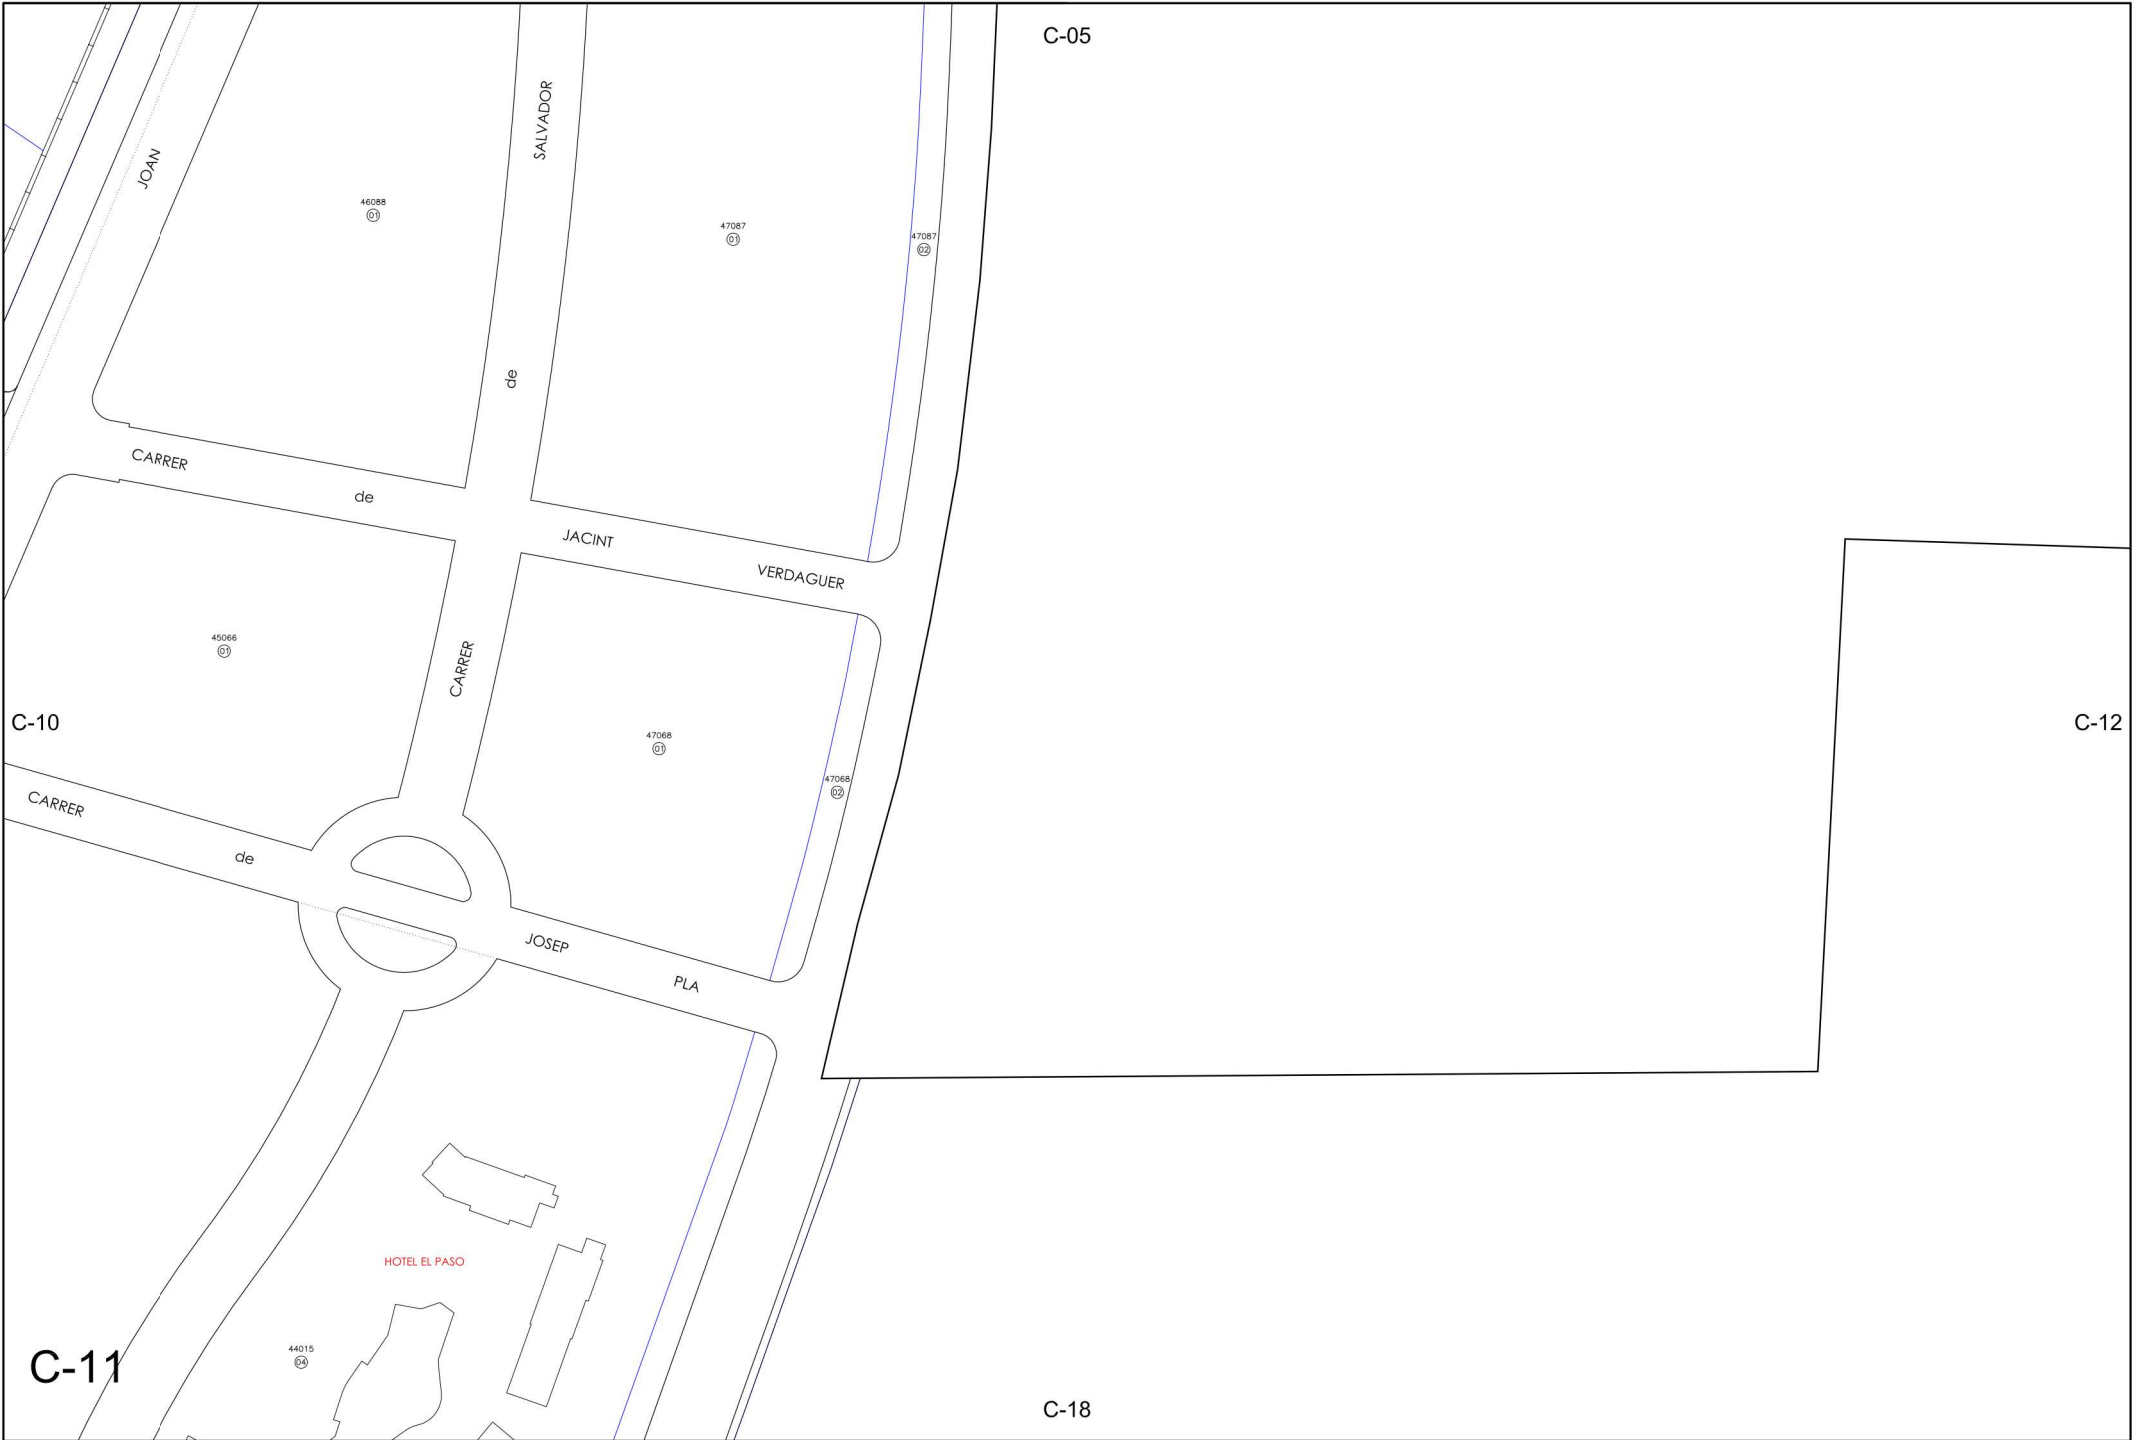 C-05
JOAN
SALVADOR
46088
01
47087
01
47087
02
de
CARRER
de
JACINT
VERDAGUER
45066
01
CARRER
C-10
47068
01
C-12
47068
02
CARRER
de
JOSEP
PLA
HOTEL EL PASO
44015
04
C-11
C-18